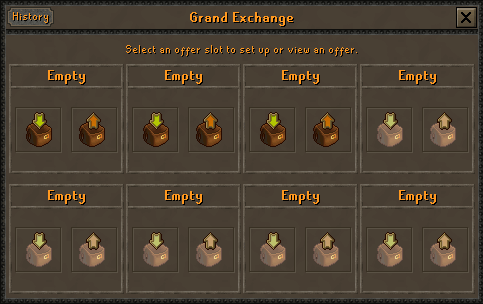 History
Grand Exchange
Select an offer slot to set up or view an offer.
Empty Empty Empty Empty
Empty Empty Empty Empty